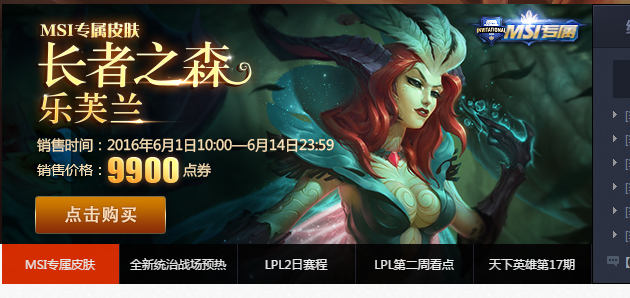 MSI专属皮肤
长者之森
乐芙兰
INVITATIONAL MSI专属
销售时间：2016年6月1日10:00—6月14日23:59
销售价格：9900点券
点击购买
MSI专属皮肤 全新统治战场预热 LPL2日赛程 LPL第二周看点 天下英雄第17期